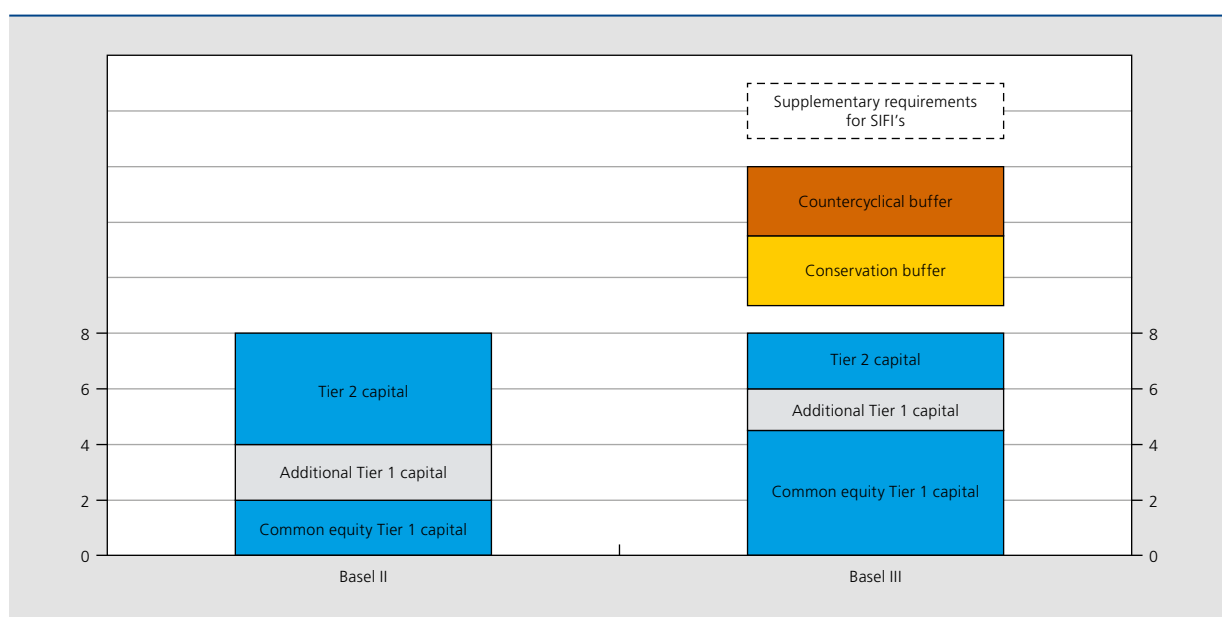 Supplementary requirements
for SIFI's
Countercyclical buffer
Conservation buffer
8
8
Tier 2 capital
Tier 2 capital
6
6
Additional Tier 1 capital
4
4
Additional Tier 1 capital
Common equity Tier 1 capital
2
2
Common equity Tier 1 capital
0
0
Basel II
Basel III